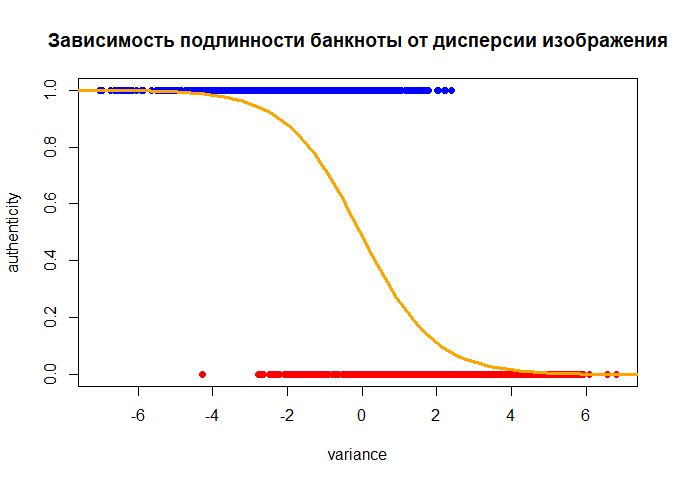 Зависимость подлинности банкноты от дисперсии изображения
authenticity
1.0
0.8
0.6
0.4
0.2
0.0
-6 -4 -2 0 2 4 6
variance